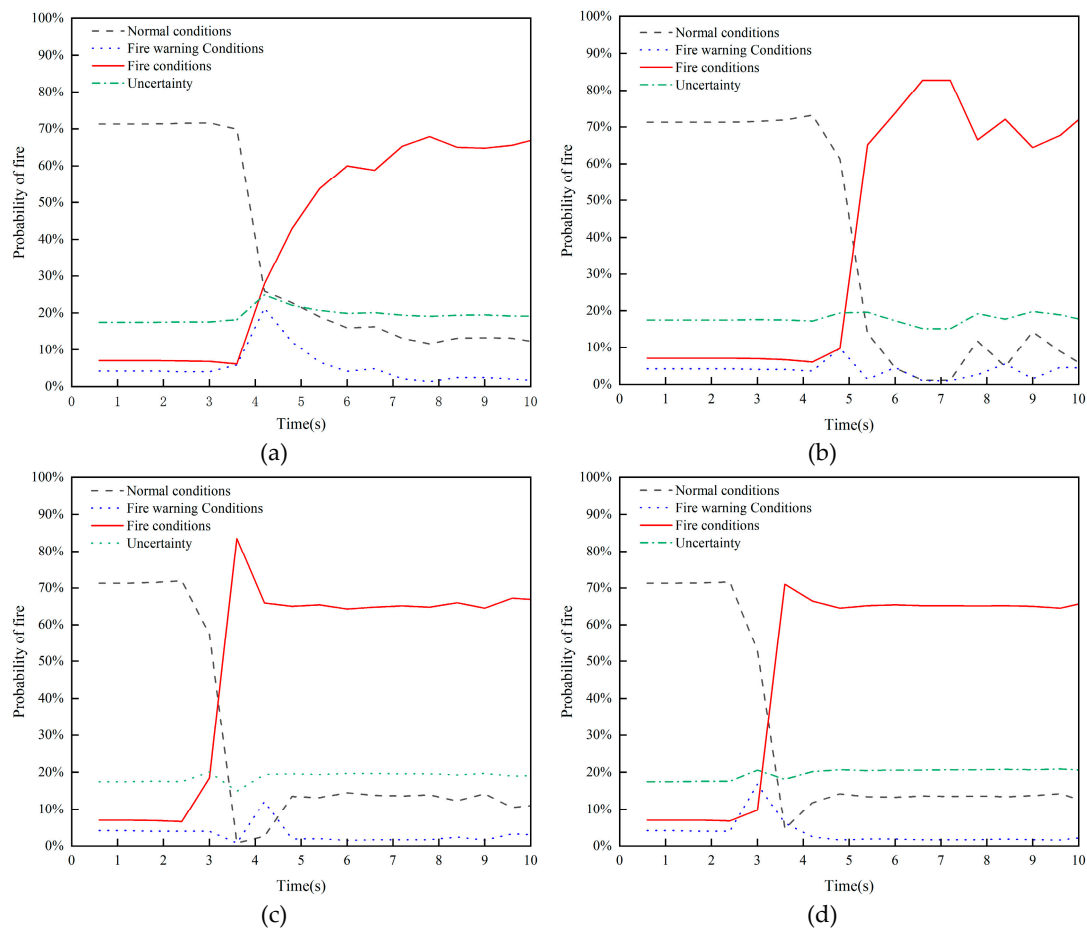 100%
90%
80%
70%
60%
50%
40%
30%
20%
10%
0%
Probability of fire
Normal conditions
Fire warning Conditions
Fire conditions
Uncertainty
0 1 2 3 4 5 6 7 8 9 10
Time(s)
(a)
100%
90%
80%
70%
60%
50%
40%
30%
20%
10%
0%
Probability of fire
Normal conditions
Fire warning Conditions
Fire conditions
Uncertainty
0 1 2 3 4 5 6 7 8 9 10
Time(s)
(b)
100%
90%
80%
70%
60%
50%
40%
30%
20%
10%
0%
Probability of fire
Normal conditions
Fire warning Conditions
Fire conditions
Uncertainty
0 1 2 3 4 5 6 7 8 9 10
Time(s)
(c)
100%
90%
80%
70%
60%
50%
40%
30%
20%
10%
0%
Probability of fire
Normal conditions
Fire warning Conditions
Fire conditions
Uncertainty
0 1 2 3 4 5 6 7 8 9 10
Time(s)
(d)